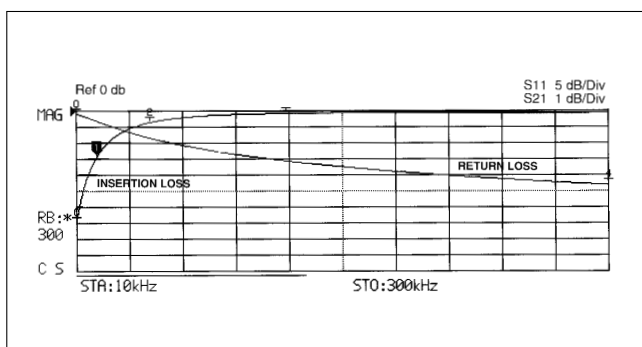 Ref 0 db
S11 5 dB/Div
S21 1 dB/Div
0
MAG
RETURN LOSS
INSERTION LOSS
RB:*
300
C S
STA:10kHz
STO:300kHz